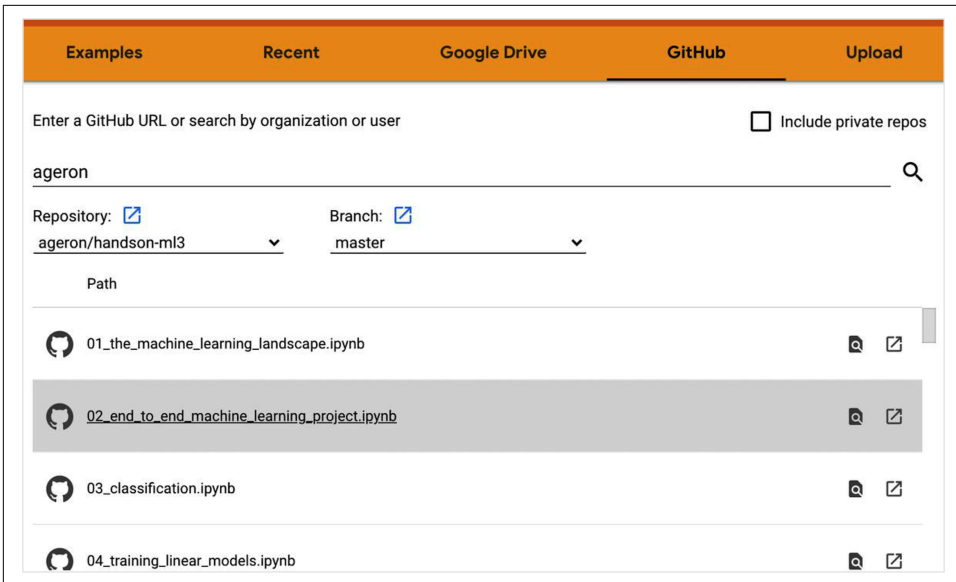 Examples Recent Google Drive GitHub Upload
Enter a GitHub URL or search by organization or user Include private repos
ageron
Repository: Branch:
ageron/handson-ml3 master
Path
01_the_machine_learning_landscape.ipynb
02_end_to_end_machine_learning_project.ipynb
03_classification.ipynb
04_training_linear_models.ipynb